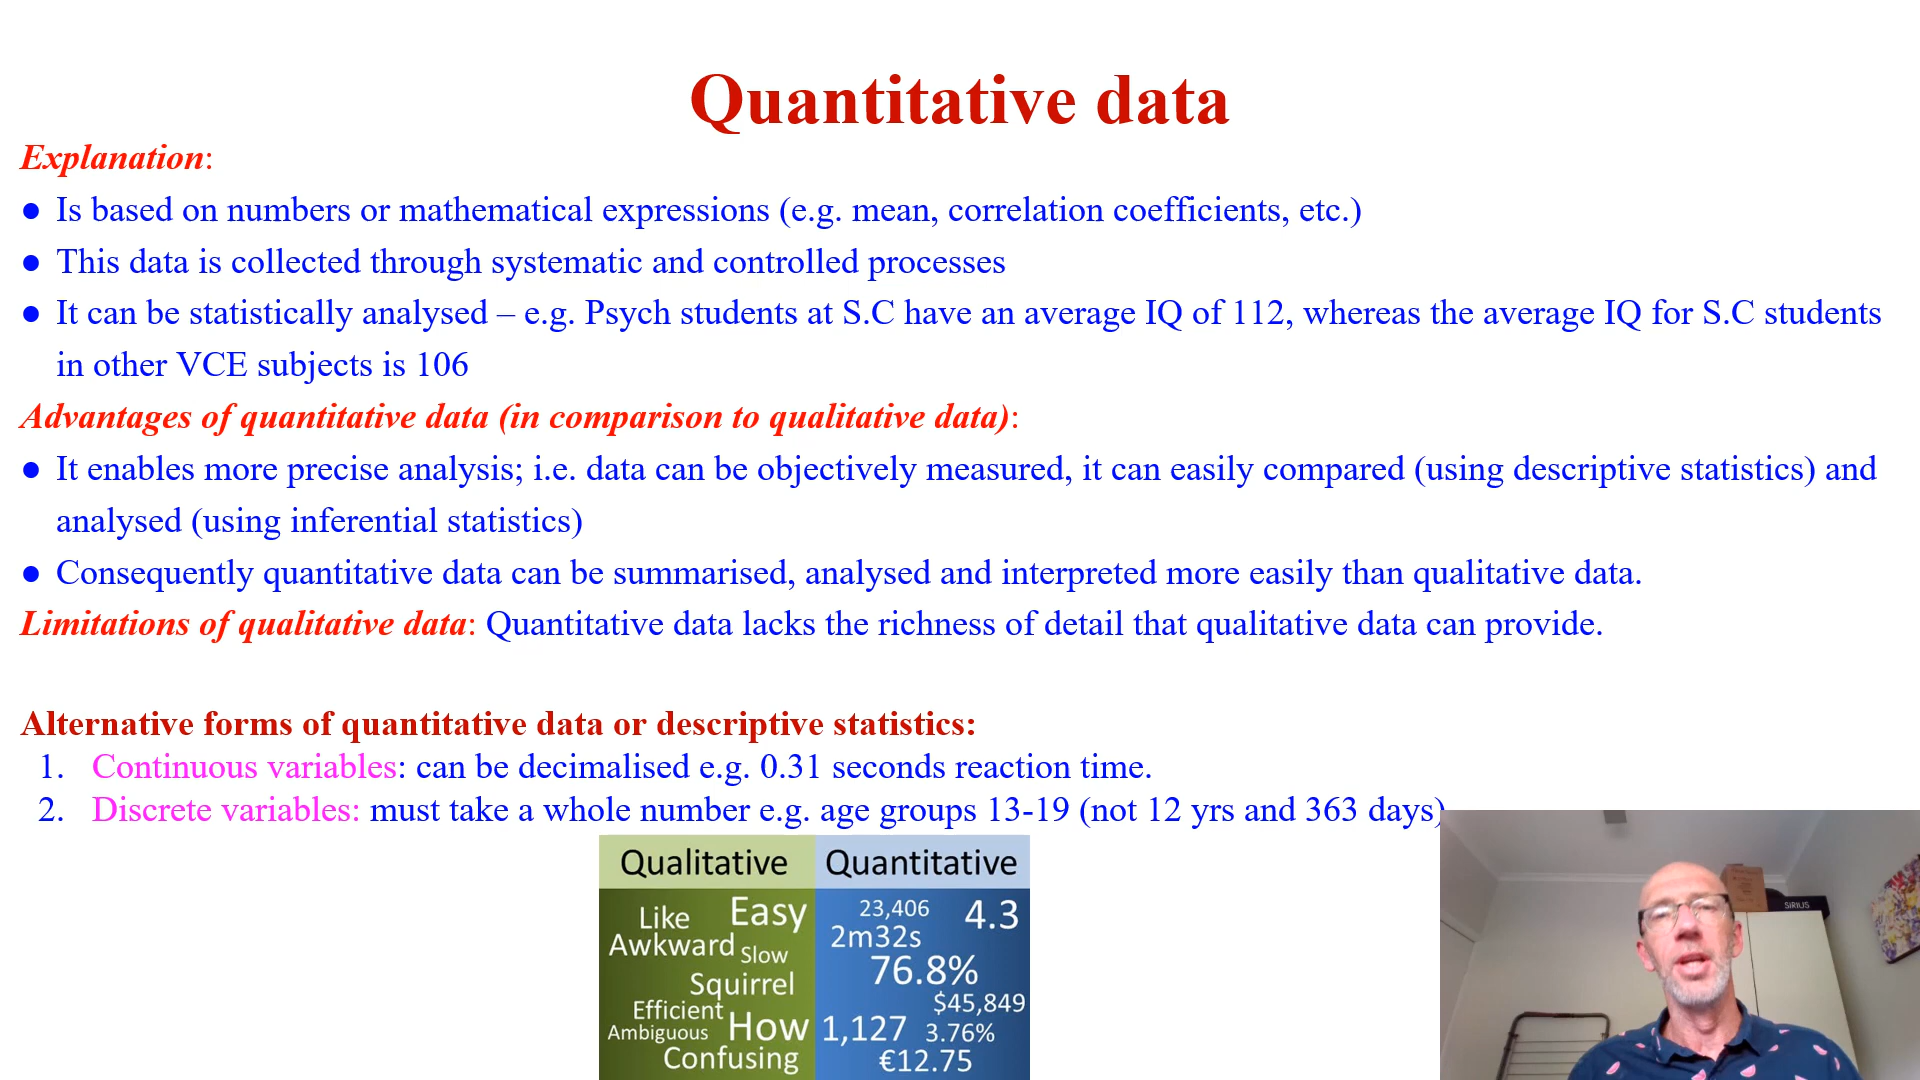 Quantitative data
Explanation:
● Is based on numbers or mathematical expressions (e.g. mean, correlation coefficients, etc.)
● This data is collected through systematic and controlled processes
● It can be statistically analysed – e.g. Psych students at S.C have an average IQ of 112, whereas the average IQ for S.C students
in other VCE subjects is 106
Advantages of quantitative data (in comparison to qualitative data):
● It enables more precise analysis; i.e. data can be objectively measured, it can easily compared (using descriptive statistics) and
analysed (using inferential statistics)
● Consequently quantitative data can be summarised, analysed and interpreted more easily than qualitative data.
Limitations of qualitative data: Quantitative data lacks the richness of detail that qualitative data can provide.
Alternative forms of quantitative data or descriptive statistics:
1. Continuous variables: can be decimalised e.g. 0.31 seconds reaction time.
2. Discrete variables: must take a whole number e.g. age groups 13-19 (not 12 yrs and 363 days)
Qualitative
Like Easy
Awkward Slow
Squirrel
Efficient
Ambiguous How
Confusing
Quantitative
23,406 4.3
2m32s
76.8%
$45,849
1,127 3.76%
€12.75
SiRIUS